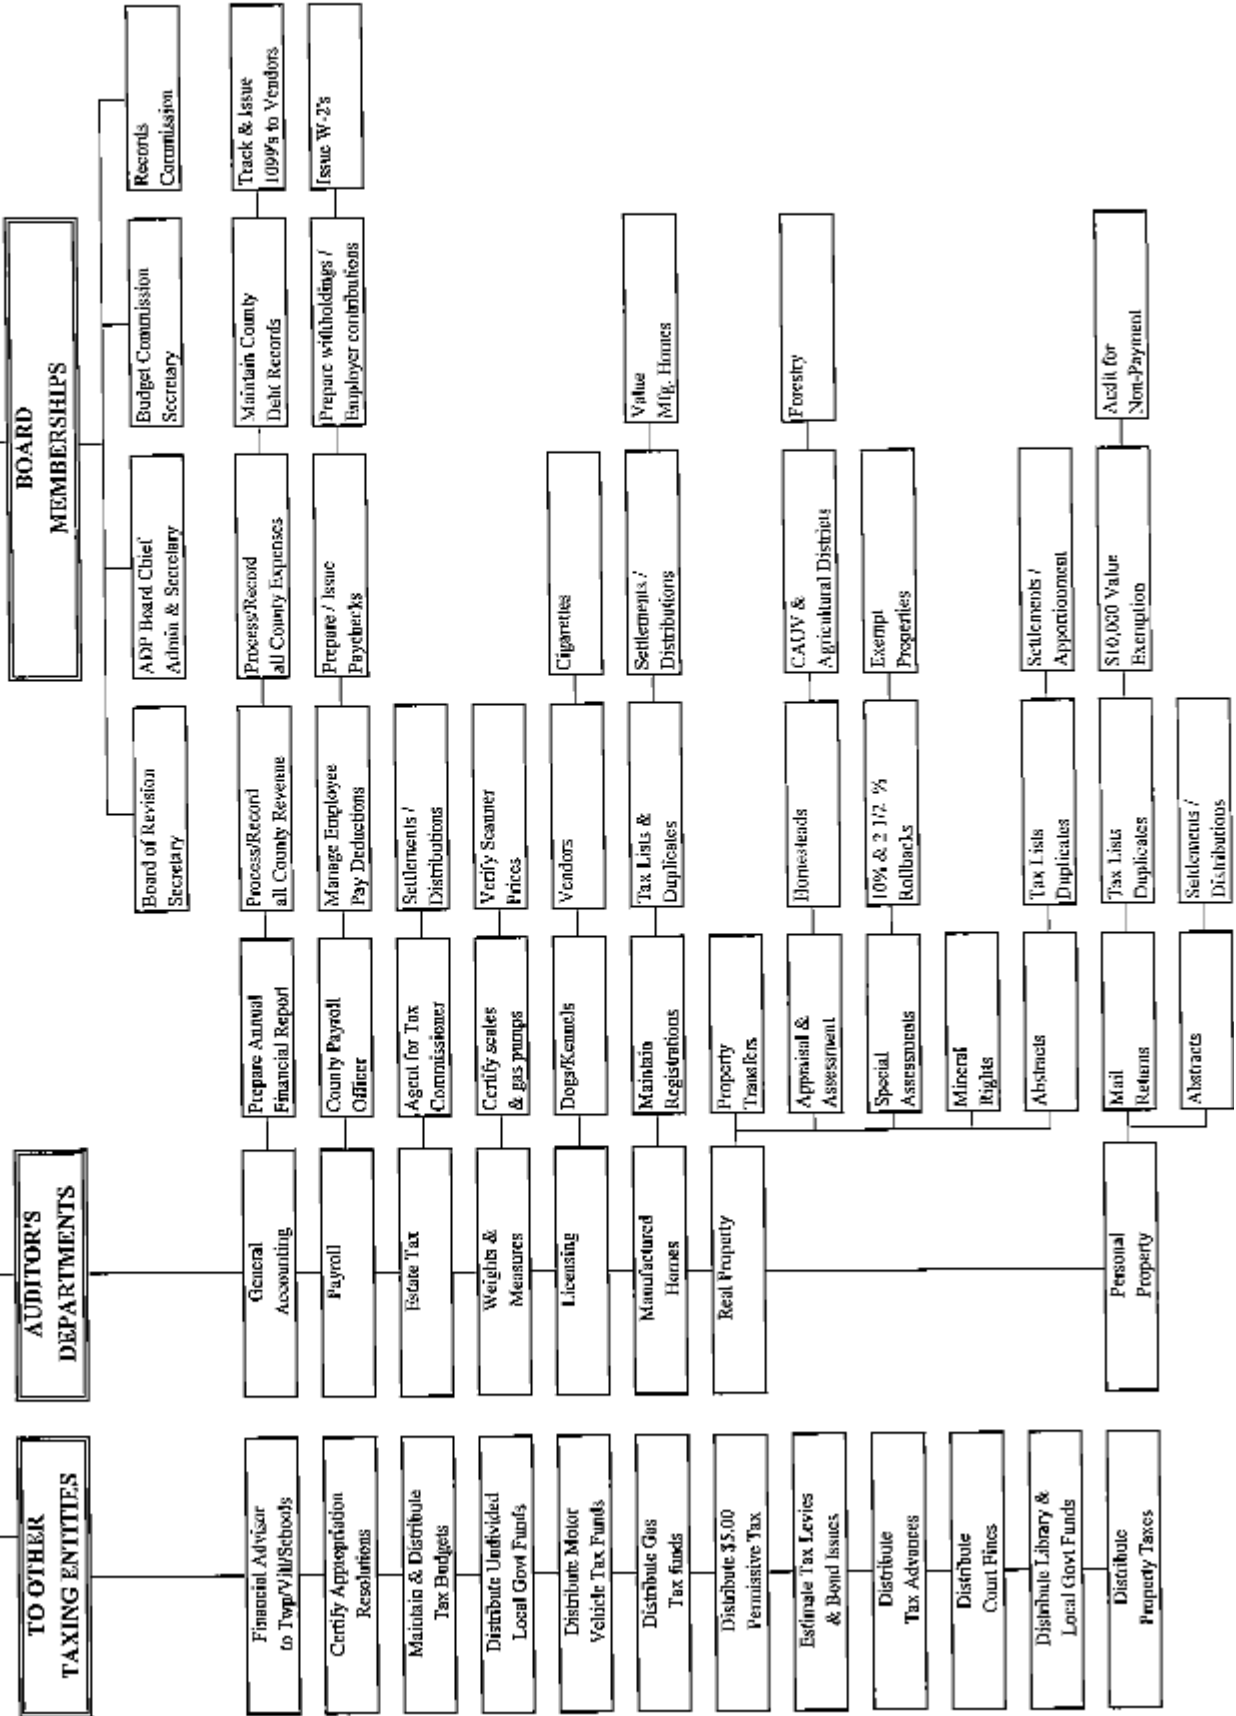 TO OTHER
TAXING ENTITIES
Financial Advisor
to Twp/Vill/Schools
Certify Appropriation
Resolutions
Maintain & Distribute
Tax Budgets
Distribute Undivided
Local Govt Funds
Distribute Motor
Vehicle Tax Funds
Distribute Gas
Tax funds
Distribute $5.00
Permissive Tax
Estimate Tax Levies
& Bond Issues
Distribute
Tax Advances
Distribute
Court Fines
Distribute Library &
Local Govt Funds
Distribute
Property Taxes
AUDITOR'S
DEPARTMENTS
General
Accounting
Prepare Annual
Financial Report
Process/Record
all County Revenue
Process/Record
all County Expenses
Maintain County
Debt Records
Track & Issue
1099's to Vendors
Payroll
County Payroll
Officer
Manage Employee
Pay Deductions
Prepare / Issue
Paychecks
Prepare withholdings /
Employer contributions
Issue W-2's
Estate Tax
Agent for Tax
Commissioner
Settlements /
Distributions
Weights &
Measures
Certify scales
& gas pumps
Verify Scanner
Prices
Licensing
Dogs/Kennels
Vendors
Cigarettes
Manufactured
Homes
Maintain
Registrations
Tax Lists &
Duplicates
Settlements /
Distributions
Value
Mfg. Homes
Real Property
Property
Transfers
Appraisal &
Assessment
Homesteads
CAUV &
Agricultural Districts
Forestry
Special
Assessments
10% & 2 1/2 %
Rollbacks
Exempt
Properties
Mineral
Rights
Abstracts
Tax Lists
Duplicates
Settlements /
Apportionment
Personal
Property
Mail
Returns
Tax Lists
Duplicates
$10,000 Value
Exemption
Audit for
Non-Payment
Abstracts
Settlements /
Distributions
BOARD
MEMBERSHIPS
Board of Revision
Secretary
ADP Board Chief
Admin & Secretary
Budget Commission
Secretary
Records
Commission